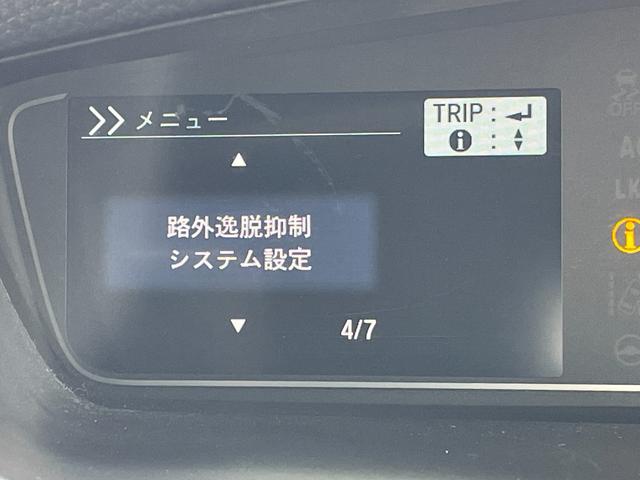 メニュー
TRIP :
i :
路外逸脱抑制
システム設定
4/7
i